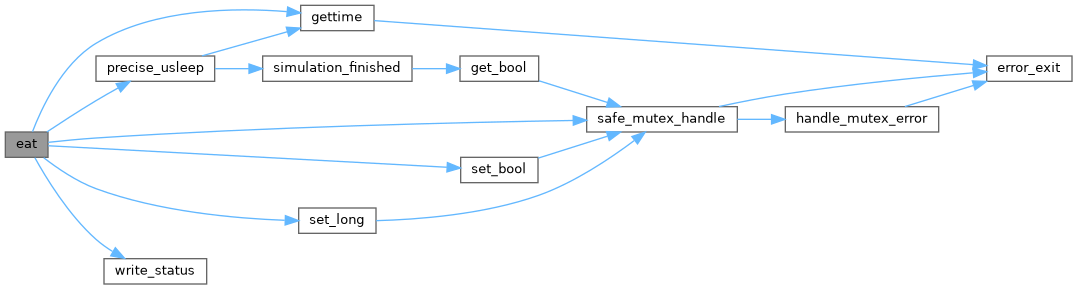 gettime
precise_usleep
simulation_finished
get_bool
error_exit
safe_mutex_handle
handle_mutex_error
eat
set_bool
set_long
write_status